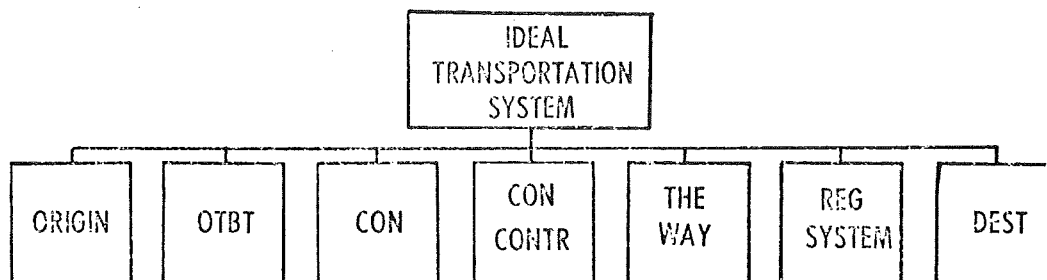 IDEAL
TRANSPORTATION
SYSTEM
ORIGIN
OTBT
CON
CON
CONTR
THE
WAY
REG
SYSTEM
DEST